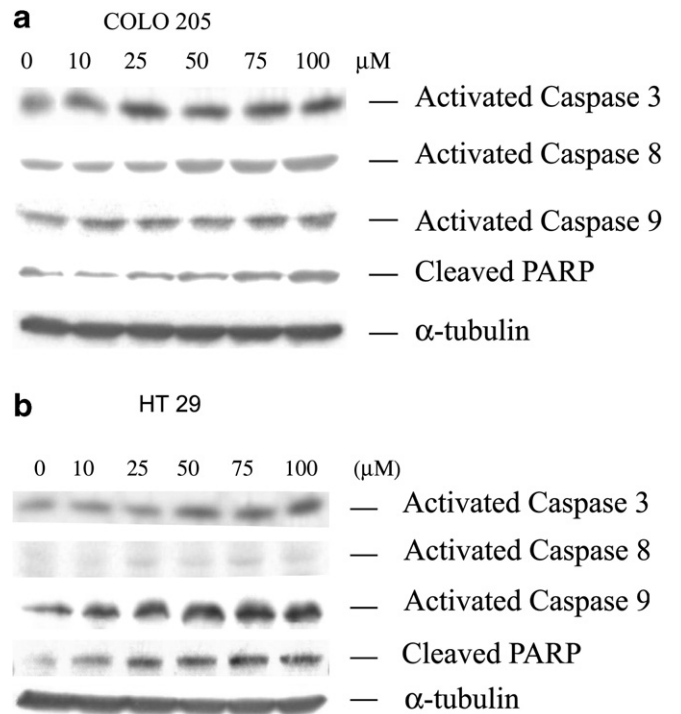 a
COLO 205
0 10 25 50 75 100 μM
Activated Caspase 3
Activated Caspase 8
Activated Caspase 9
Cleaved PARP
α-tubulin
b
HT 29
0 10 25 50 75 100 (μM)
Activated Caspase 3
Activated Caspase 8
Activated Caspase 9
Cleaved PARP
α-tubulin